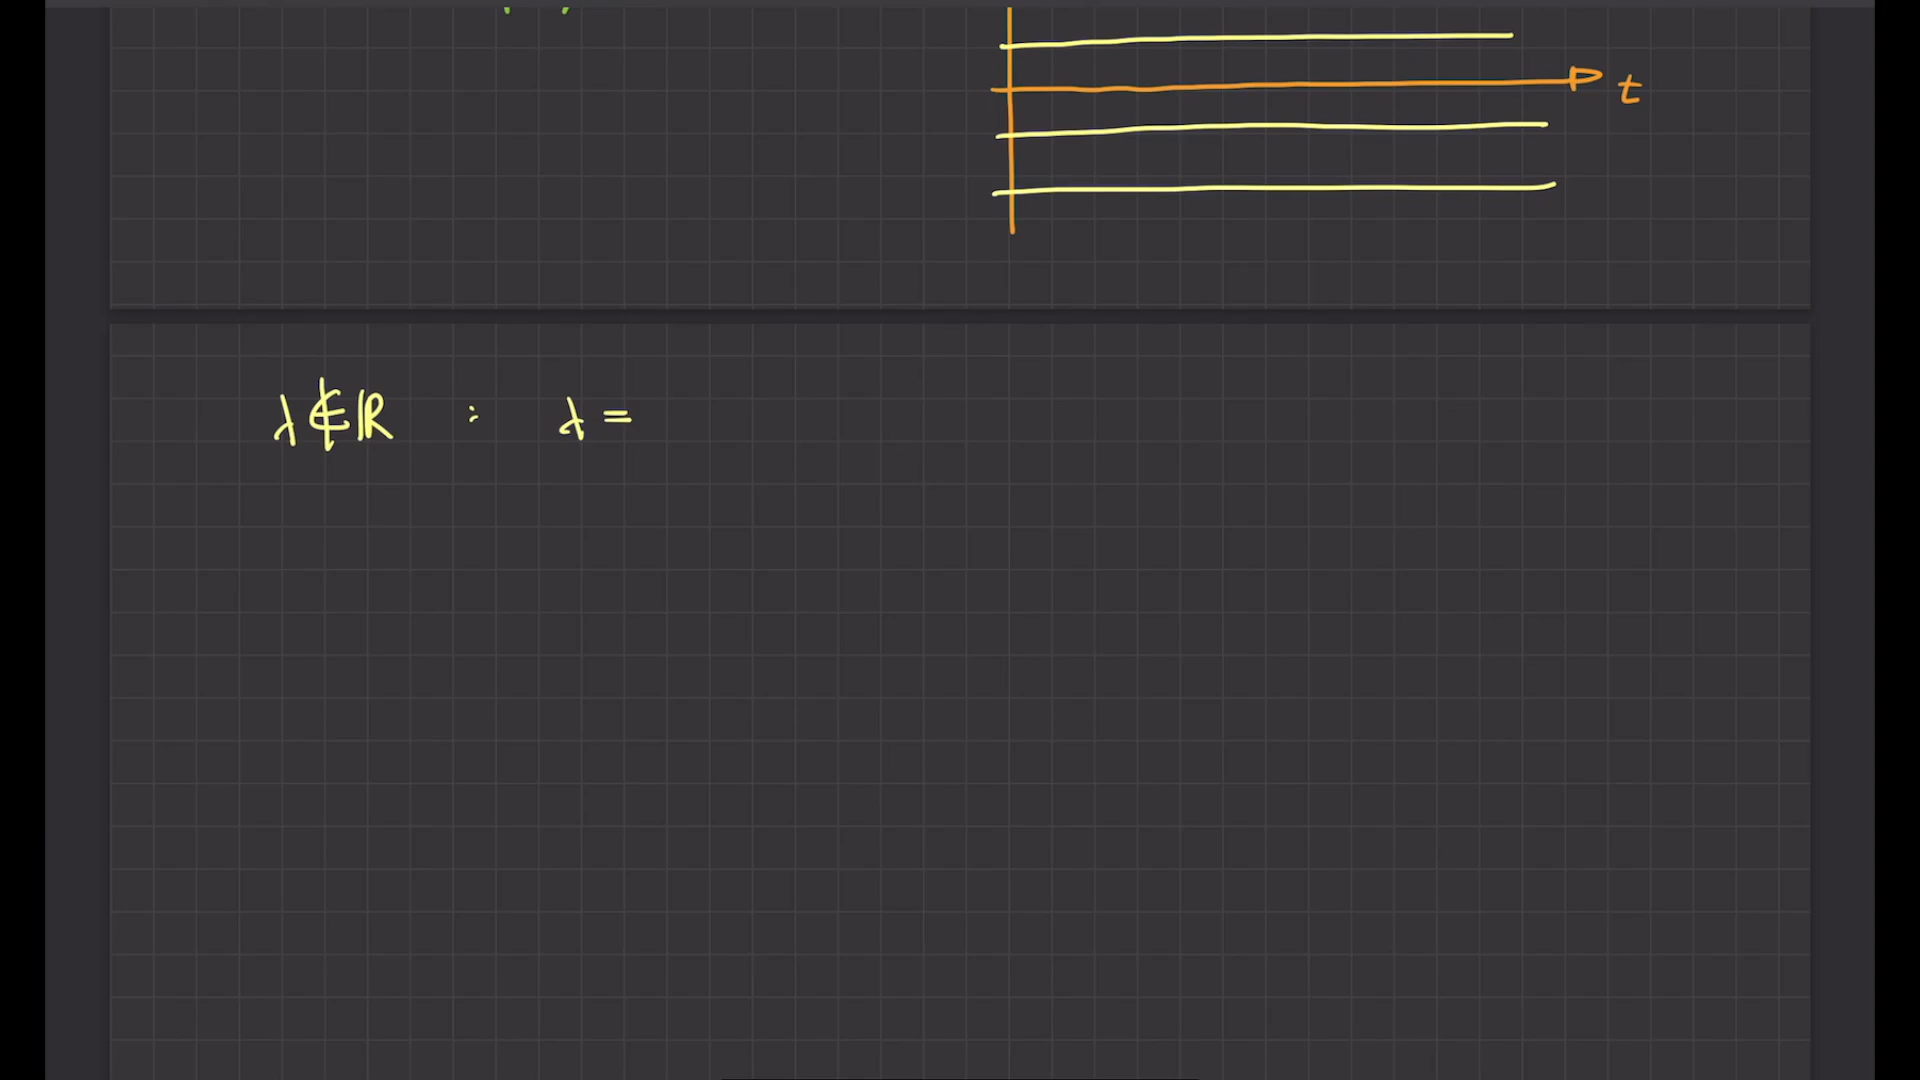 t
λ ∉ ℝ : λ =